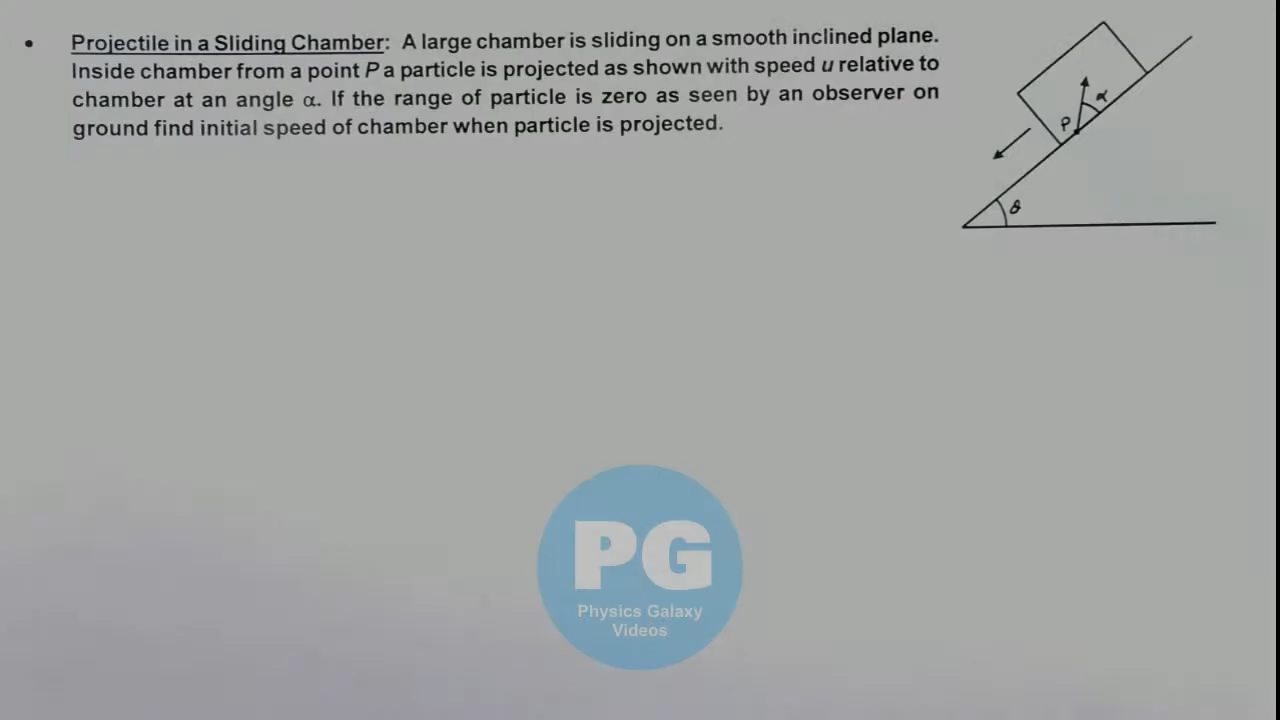 • Projectile in a Sliding Chamber: A large chamber is sliding on a smooth inclined plane.
Inside chamber from a point P a particle is projected as shown with speed u relative to
chamber at an angle α. If the range of particle is zero as seen by an observer on
ground find initial speed of chamber when particle is projected.
α
P
θ
PG
Physics Galaxy
Videos